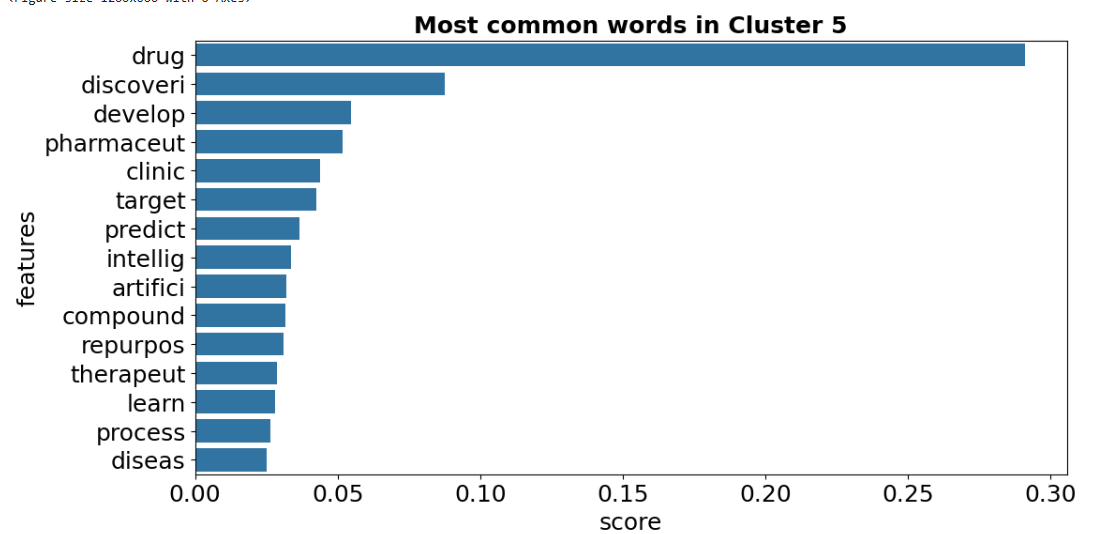 Most common words in Cluster 5
drug
discoveri
develop
pharmaceut
clinic
target
predict
intellig
artifici
compound
repurpos
therapeut
learn
process
diseas
features
0.00 0.05 0.10 0.15 0.20 0.25 0.30
score